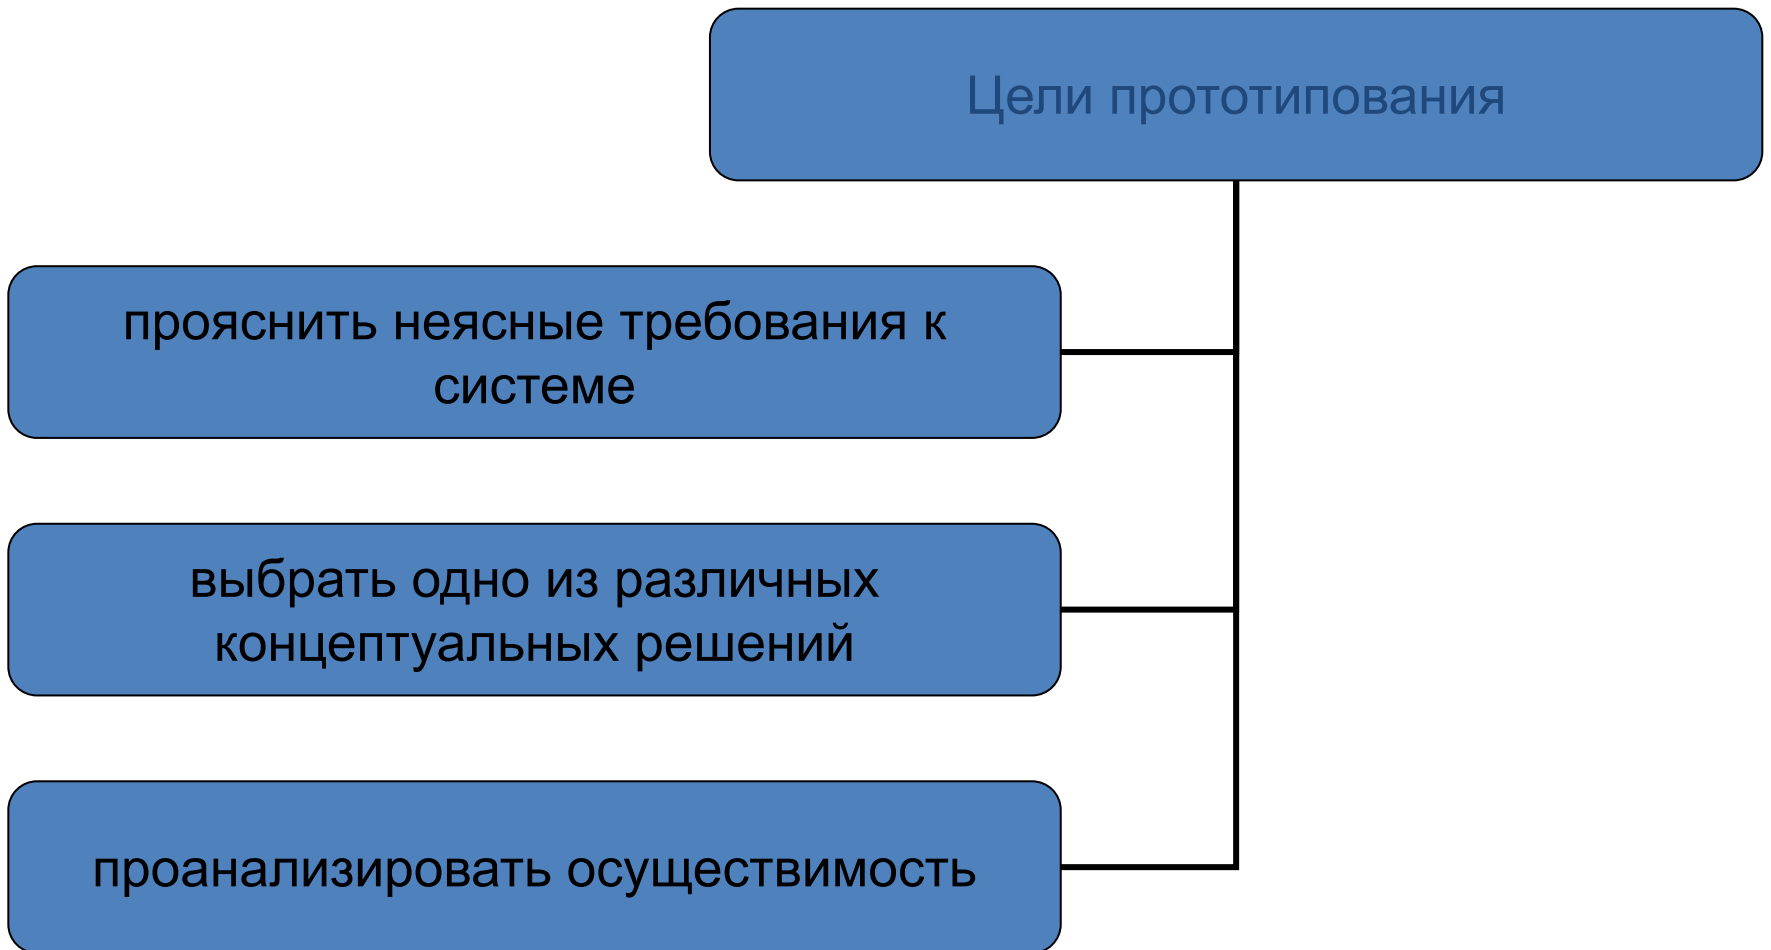 Цели прототипования
прояснить неясные требования к
системе
выбрать одно из различных
концептуальных решений
проанализировать осуществимость